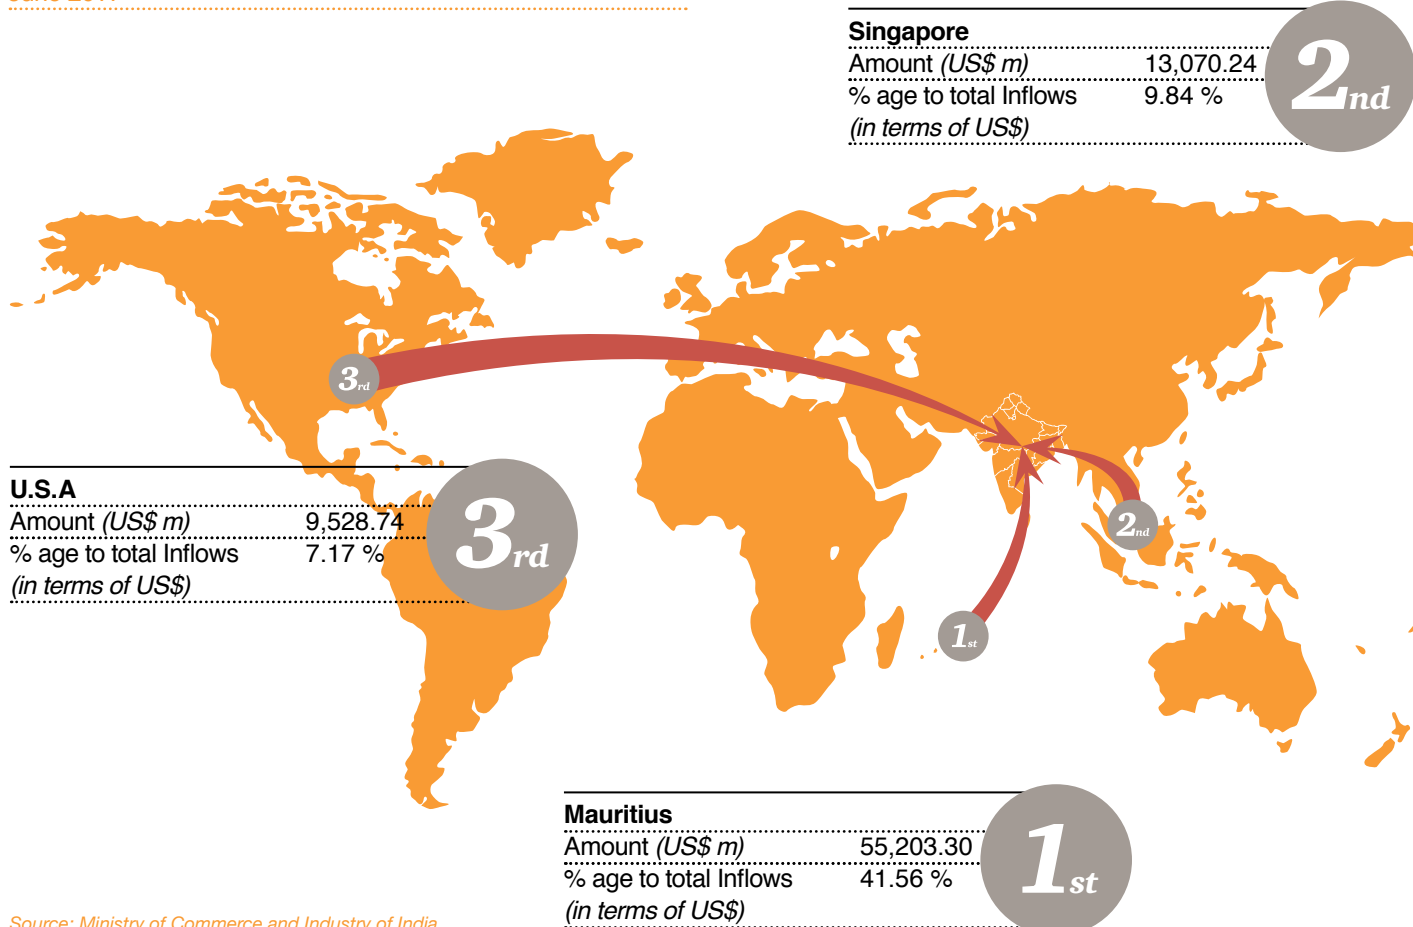 June 2011
Singapore
Amount (US$ m) 13,070.24
% age to total Inflows 9.84 %
(in terms of US$)
2nd
3rd
U.S.A
Amount (US$ m) 9,528.74
% age to total Inflows 7.17 %
(in terms of US$)
3rd
2nd
1st
Mauritius
Amount (US$ m) 55,203.30
% age to total Inflows 41.56 %
(in terms of US$)
1st
Source: Ministry of Commerce and Industry of India